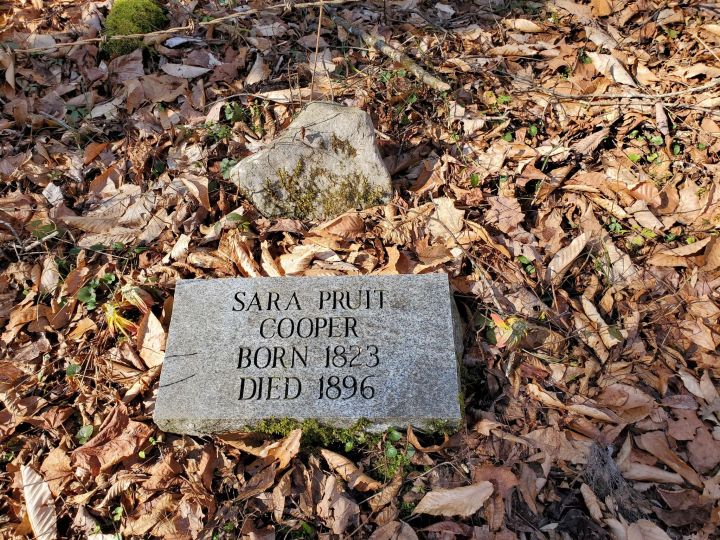 SARA PRUIT
COOPER
BORN 1823
DIED 1896